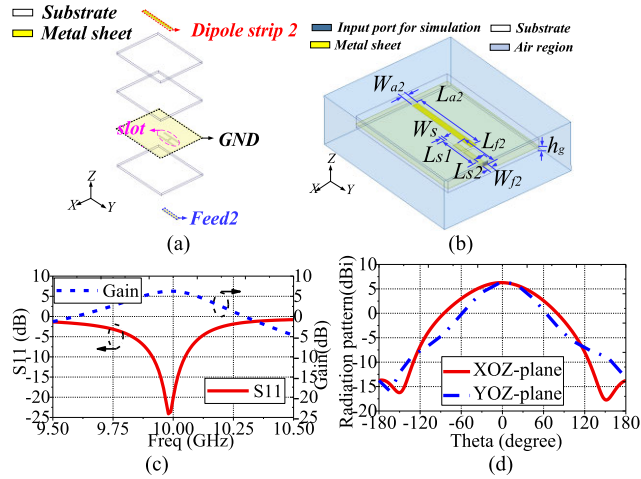 Substrate
Metal sheet
Dipole strip 2
slot
GND
Z
X
Y
Feed2
(a)
Input port for simulation
Substrate
Metal sheet
Air region
Wa2
La2
Ws
Lf2
Ls1
Ls2
Wf2
hg
Z
X
Y
(b)
10
5
0
-5
-10
-15
-20
-25
S11 (dB)
Gain
S11
10
5
0
-5
-10
-15
-20
-25
Gain(dB)
9.50
9.75
10.00
10.25
10.50
Freq (GHz)
(c)
10
5
0
-5
-10
-15
-20
Radiation pattern(dBi)
XOZ-plane
YOZ-plane
-180
-120
-60
0
60
120
180
Theta (degree)
(d)